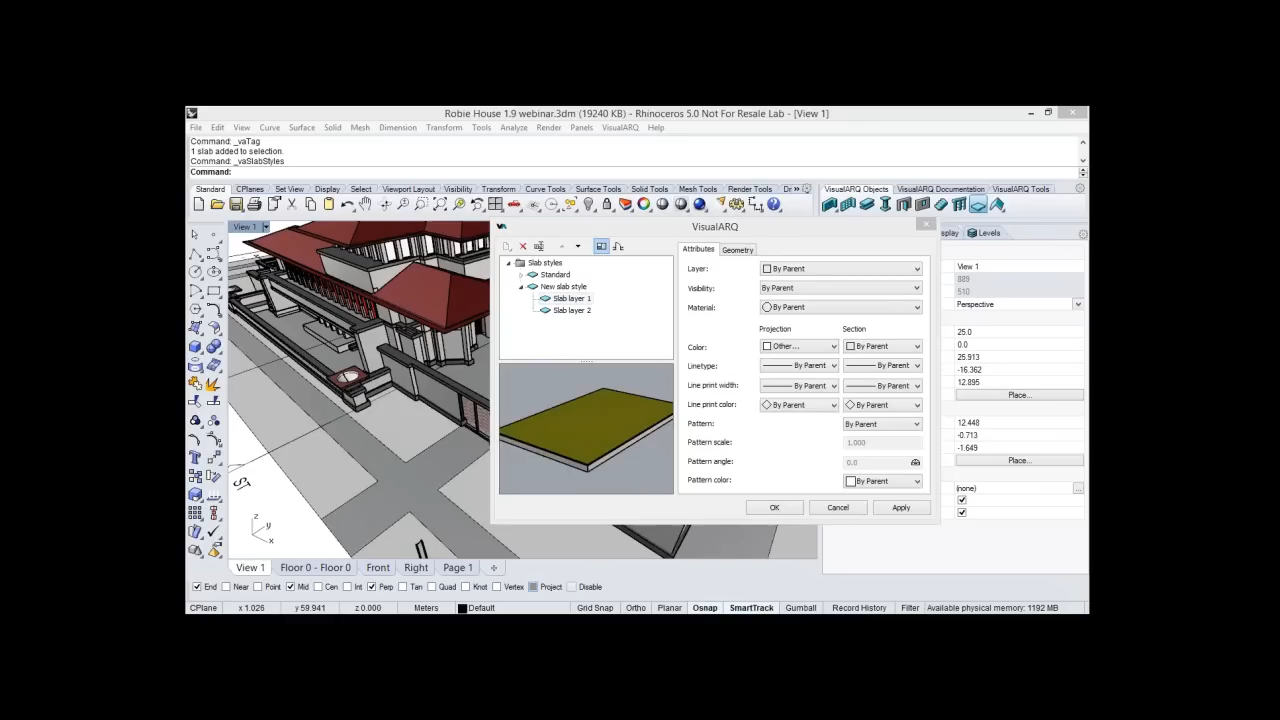 Robie House 1.9 webinar.3dm (19240 KB) - Rhinoceros 5.0 Not For Resale Lab - [View 1]
File Edit View Curve Surface Solid Mesh Dimension Transform Tools Analyze Render Panels VisualARQ Help
Command: _vaTag
1 slab added to selection.
Command: _vaSlabStyles
Command:
Standard CPlanes Set View Display Select Viewport Layout Visibility Transform Curve Tools Surface Tools Solid Tools Mesh Tools Render Tools Dr »
VisualARQ Objects VisualARQ Documentation VisualARQ Tools
View 1
VisualARQ
splay Levels
Slab styles
Standard
New slab style
Slab layer 1
Slab layer 2
Attributes Geometry
Layer: By Parent
Visibility: By Parent
Material: By Parent
Projection Section
Color: Other... By Parent
Linetype: By Parent By Parent
Line print width: By Parent By Parent
Line print color: By Parent By Parent
Pattern: By Parent
Pattern scale: 1.000
Pattern angle: 0.0
Pattern color: By Parent
OK Cancel Apply
View 1
889
510
Perspective
25.0
0.0
25.913
-16.362
12.895
Place...
12.448
-0.713
-1.649
Place...
(none) ...
z
y
x
View 1 Floor 0 - Floor 0 Front Right Page 1
End Near Point Mid Cen Int Perp Tan Quad Knot Vertex Project Disable
CPlane x 1.026 y 59.941 z 0.000 Meters Default Grid Snap Ortho Planar Osnap SmartTrack Gumball Record History Filter Available physical memory: 1192 MB